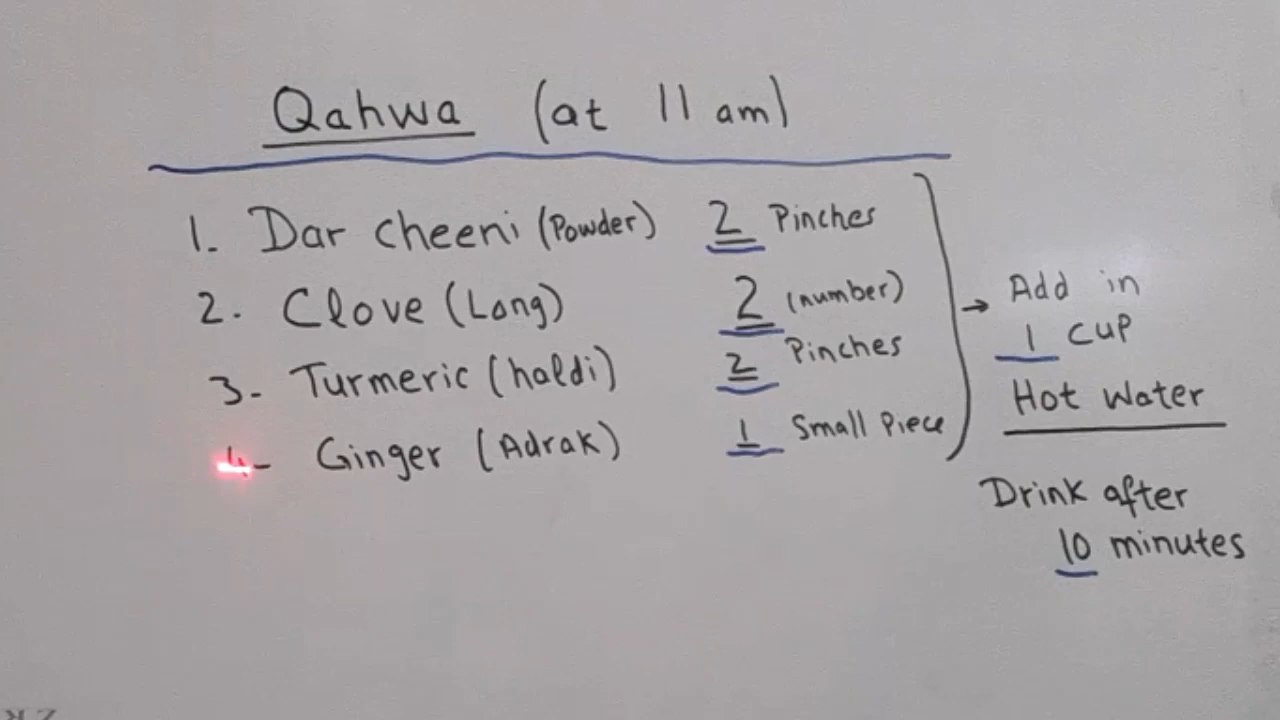 Qahwa (at 11 am)
1. Dar cheeni (Powder) 2 Pinches
2. Clove (Long) 2 (number)
3- Turmeric (haldi) 2 Pinches
4- Ginger (Adrak) 1 Small Piece
→ Add in
1 CUP
Hot Water
Drink after
10 minutes